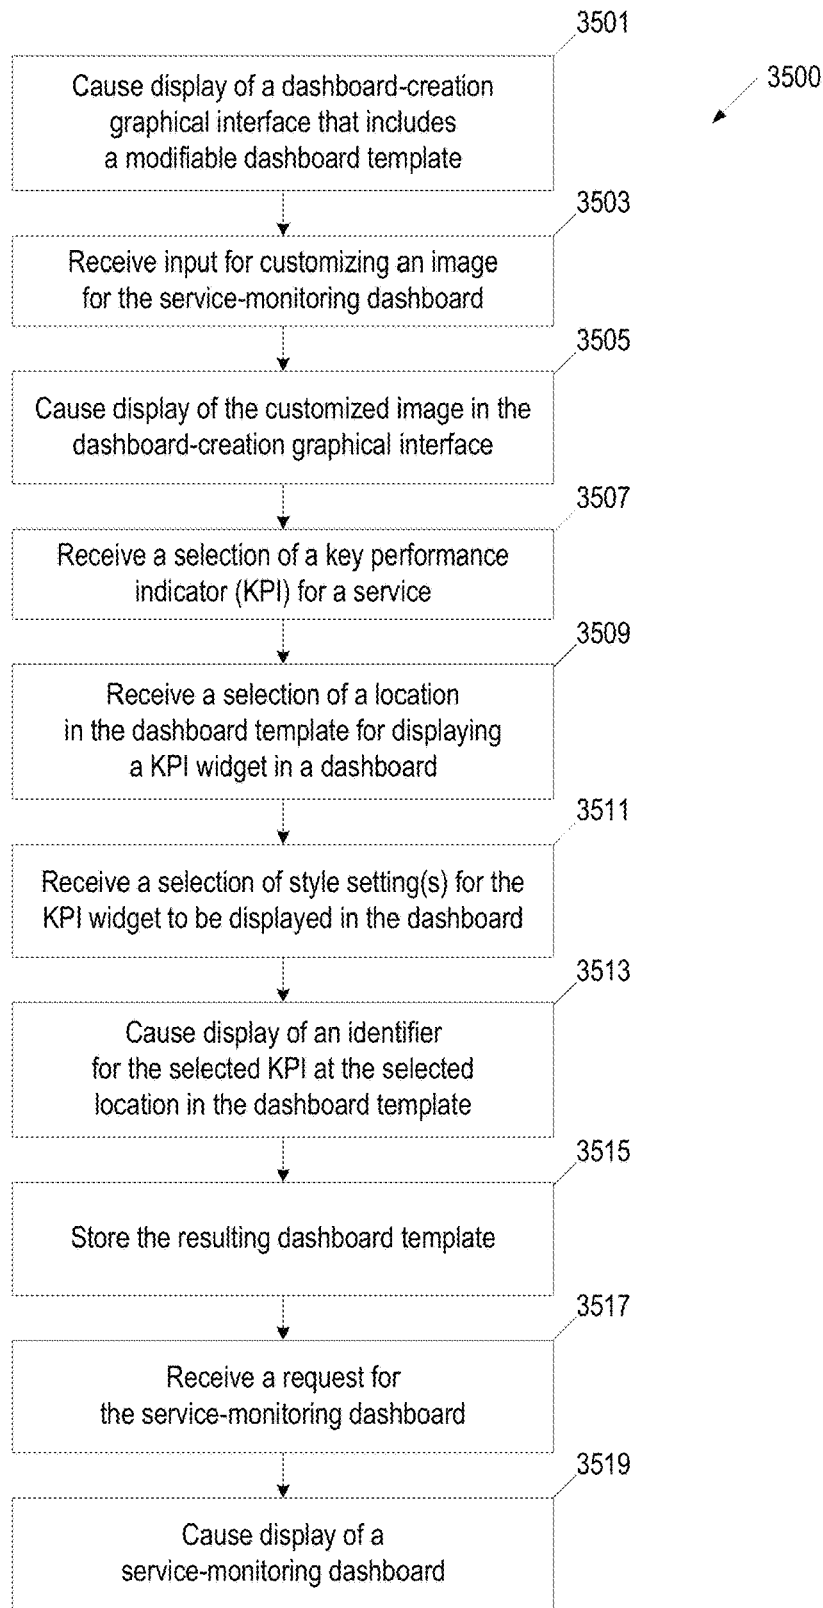 3501
3500
Cause display of a dashboard-creation
graphical interface that includes
a modifiable dashboard template
3503
Receive input for customizing an image
for the service-monitoring dashboard
3505
Cause display of the customized image in the
dashboard-creation graphical interface
3507
Receive a selection of a key performance
indicator (KPI) for a service
3509
Receive a selection of a location
in the dashboard template for displaying
a KPI widget in a dashboard
3511
Receive a selection of style setting(s) for the
KPI widget to be displayed in the dashboard
3513
Cause display of an identifier
for the selected KPI at the selected
location in the dashboard template
3515
Store the resulting dashboard template
3517
Receive a request for
the service-monitoring dashboard
3519
Cause display of a
service-monitoring dashboard